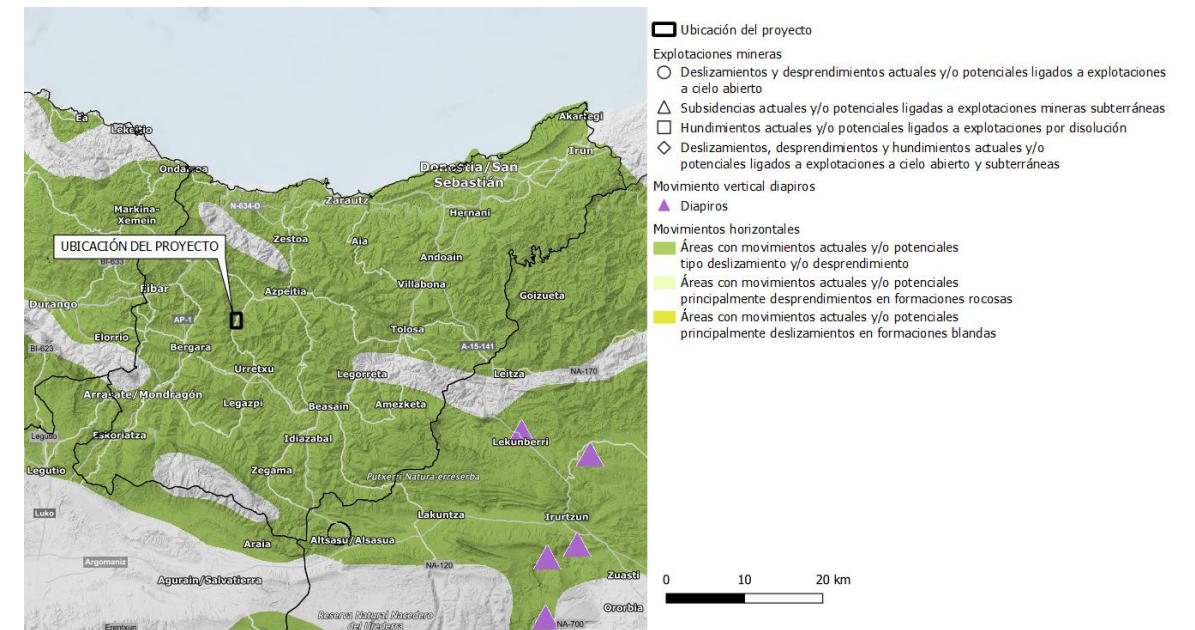 Ea
Lekeitio
Ondarroa
Akartegi
Irun
Donostia/San
Sebastián
Zarautz
N-634-D
Hernani
Markina-
Xemein
Zestoa
Aia
UBICACIÓN DEL PROYECTO
Andoain
BI-633
Eibar
Azpeitia
Villabona
Goizueta
Durango
AP-1
Tolosa
Elorrio
Bergara
A-15-141
BI-623
Urretxu
Legorreta
Leitza
NA-170
Arrasate/Mondragón
Legazpi
Beasain
Amezketa
Legutio
Eskoriatza
Idiazabal
Lekunberri
Legutio
Zegama
Putxerri Natura-erreserba
Luko
Lakuntza
Irurtzun
Araia
Altsasu/Alsasua
Argomaniz
NA-120
Agurain/Salvatierra
Zuasti
Reserva Natural Nacedero
del Urederra
Ororbia
Erentxun
NA-700
Ubicación del proyecto
Explotaciones mineras
Deslizamientos y desprendimientos actuales y/o potenciales ligados a explotaciones
a cielo abierto
Subsidencias actuales y/o potenciales ligadas a explotaciones mineras subterráneas
Hundimientos actuales y/o potenciales ligados a explotaciones por disolución
Deslizamientos, desprendimientos y hundimientos actuales y/o
potenciales ligados a explotaciones a cielo abierto y subterráneas
Movimiento vertical diapiros
Diapiros
Movimientos horizontales
Áreas con movimientos actuales y/o potenciales
tipo deslizamiento y/o desprendimiento
Áreas con movimientos actuales y/o potenciales
principalmente desprendimientos en formaciones rocosas
Áreas con movimientos actuales y/o potenciales
principalmente deslizamientos en formaciones blandas
0 10 20 km